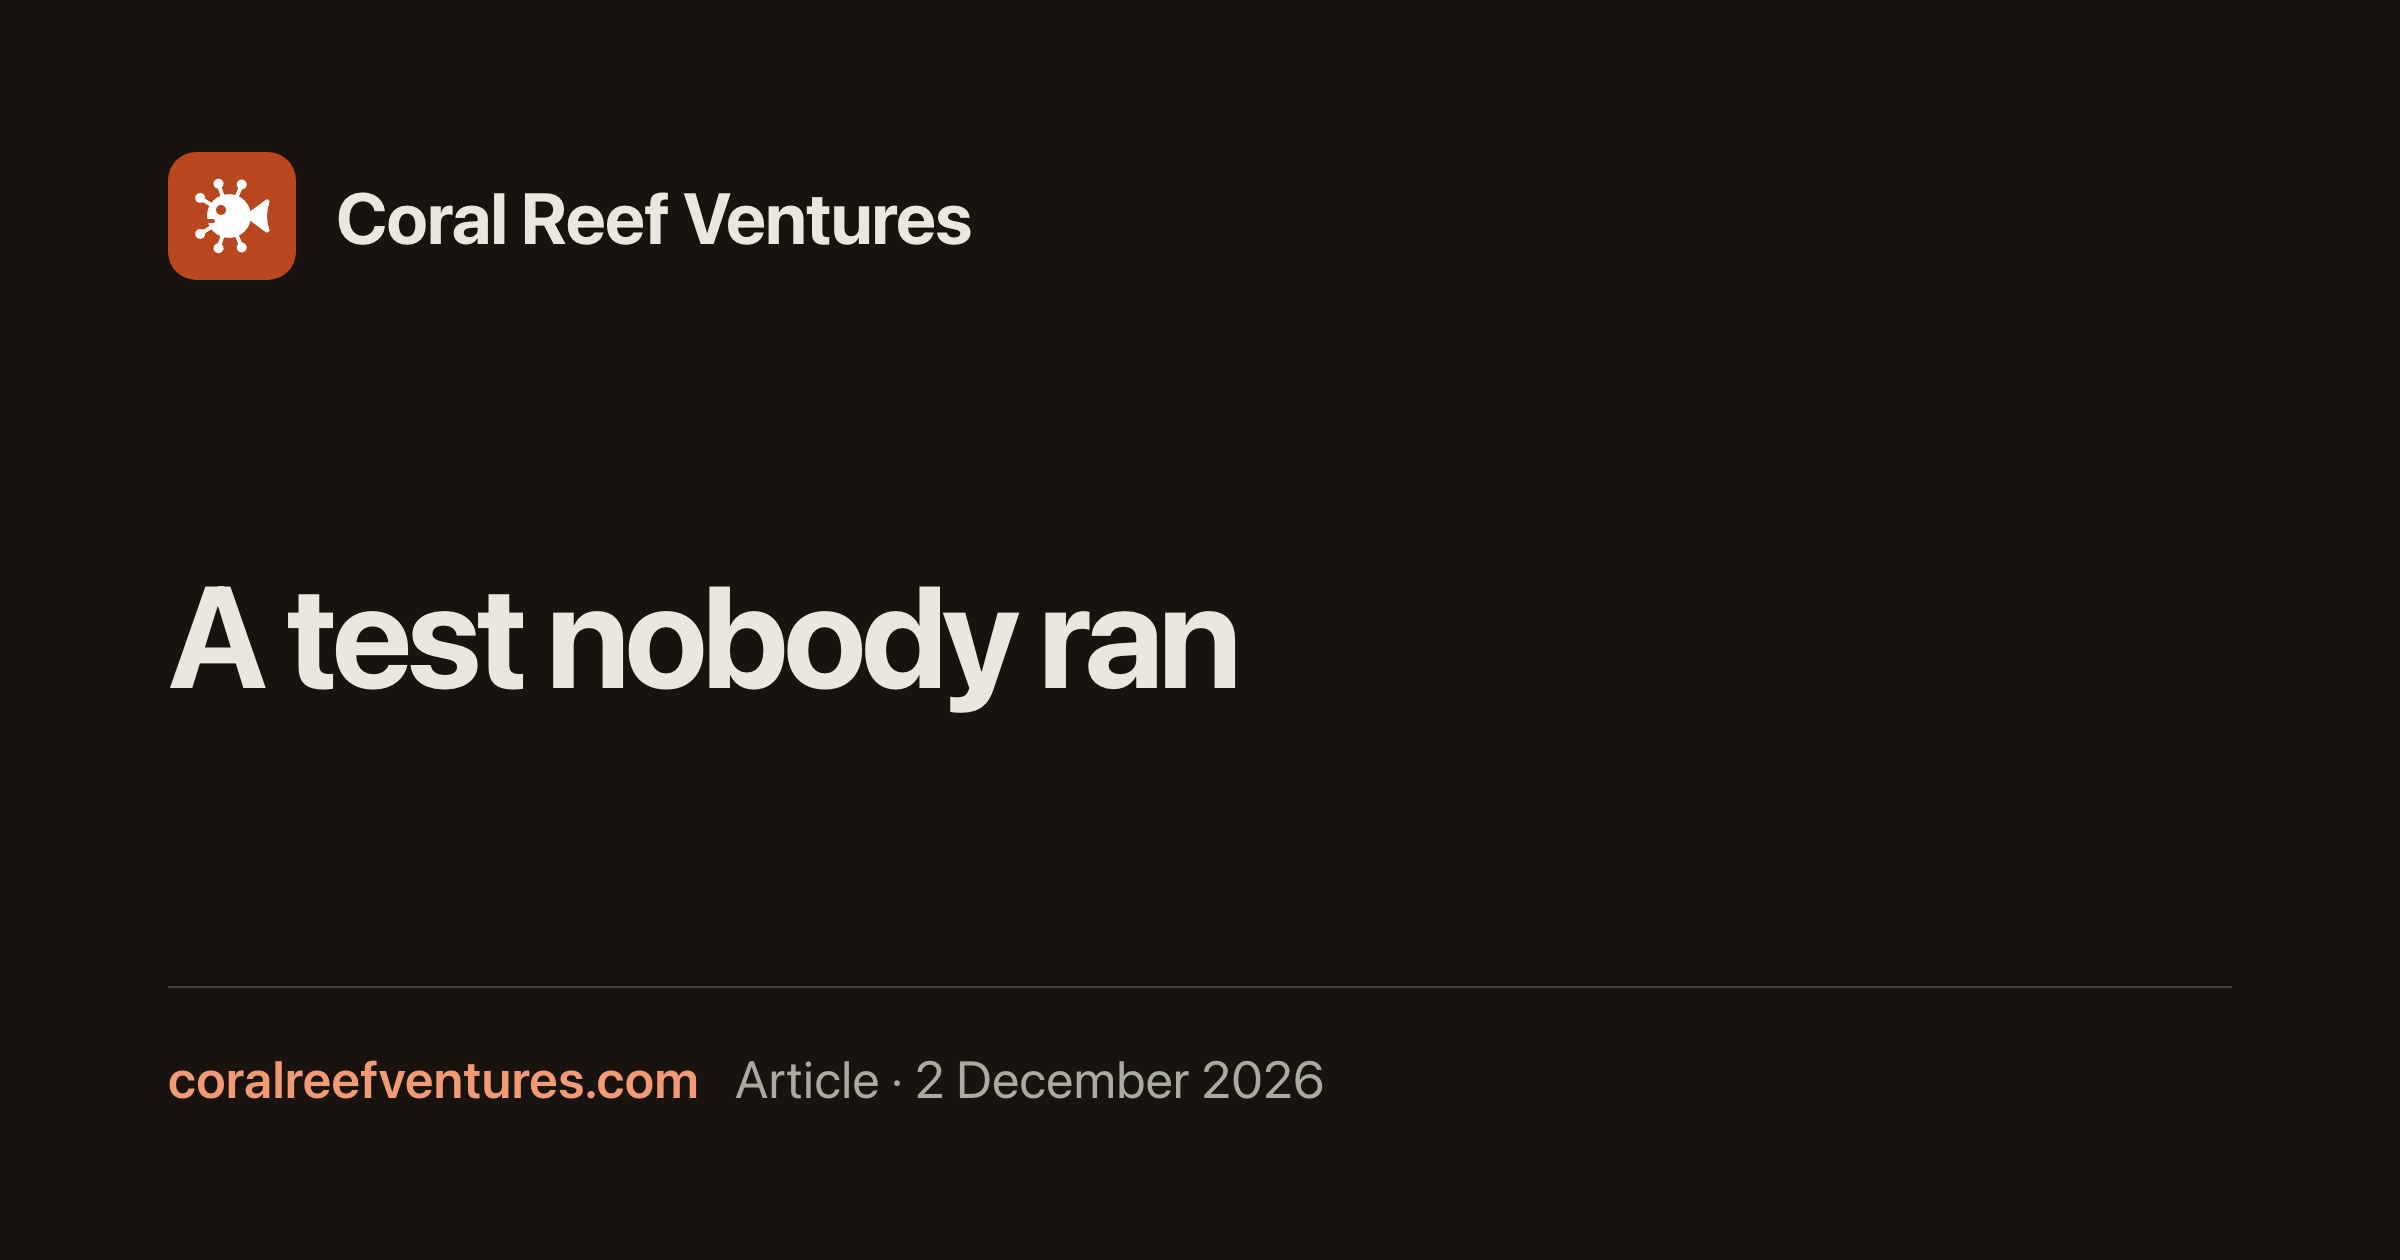 Coral Reef Ventures
A test nobody ran
coralreefventures.com Article · 2 December 2026